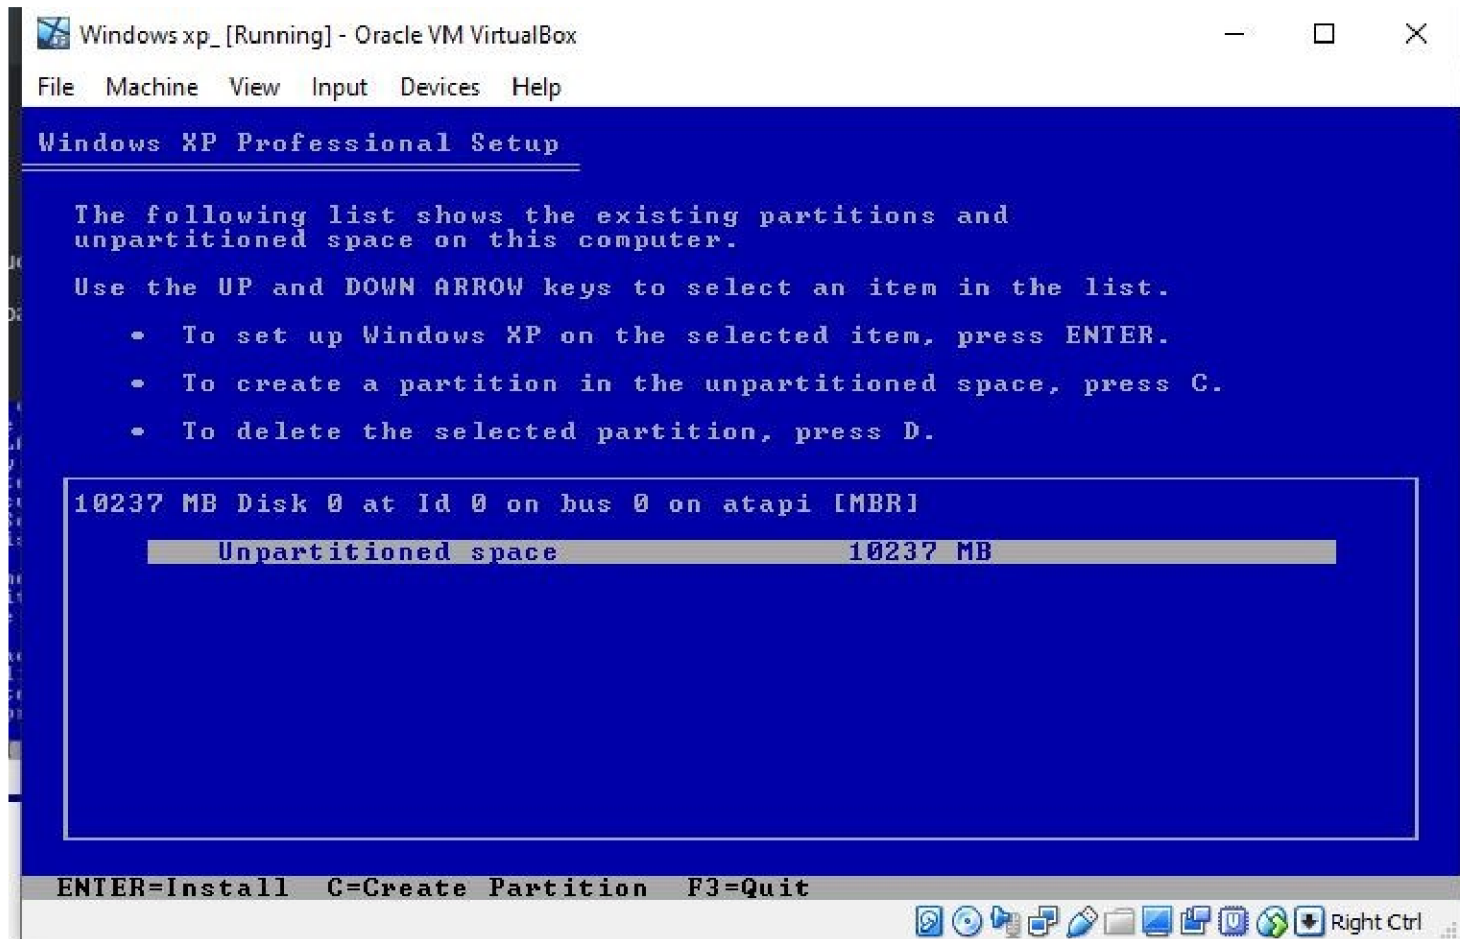 Windows xp_ [Running] - Oracle VM VirtualBox
File Machine View Input Devices Help
Windows XP Professional Setup
The following list shows the existing partitions and
unpartitioned space on this computer.
Use the UP and DOWN ARROW keys to select an item in the list.
• To set up Windows XP on the selected item, press ENTER.
• To create a partition in the unpartitioned space, press C.
• To delete the selected partition, press D.
10237 MB Disk 0 at Id 0 on bus 0 on atapi [MBR]
Unpartitioned space 10237 MB
ENTER=Install C=Create Partition F3=Quit
Right Ctrl